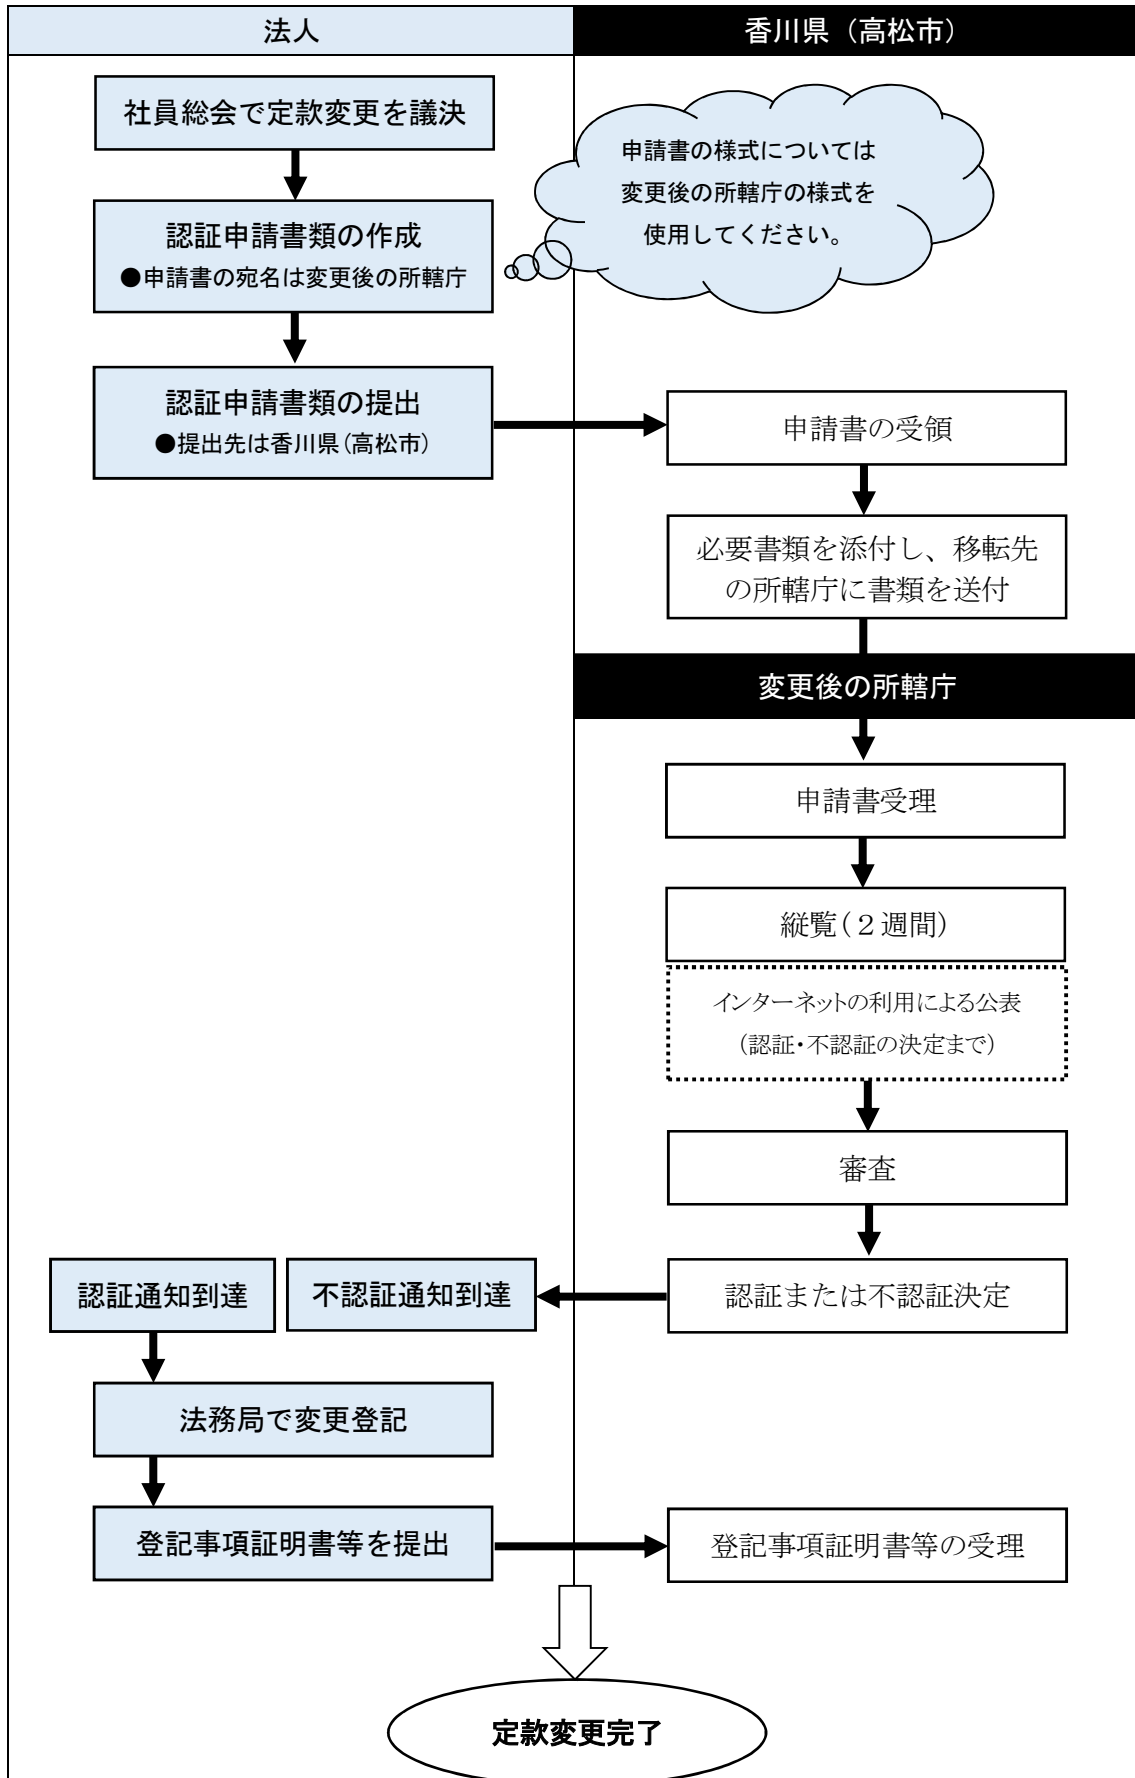 法人
香川県（高松市）
社員総会で定款変更を議決
申請書の様式については
変更後の所轄庁の様式を
使用してください。
認証申請書類の作成
●申請書の宛名は変更後の所轄庁
認証申請書類の提出
●提出先は香川県（高松市）
申請書の受領
必要書類を添付し、移転先
の所轄庁に書類を送付
変更後の所轄庁
申請書受理
縦覧（２週間）
インターネットの利用による公表
（認証・不認証の決定まで）
審査
認証または不認証決定
認証通知到達
不認証通知到達
法務局で変更登記
登記事項証明書等を提出
登記事項証明書等の受理
定款変更完了